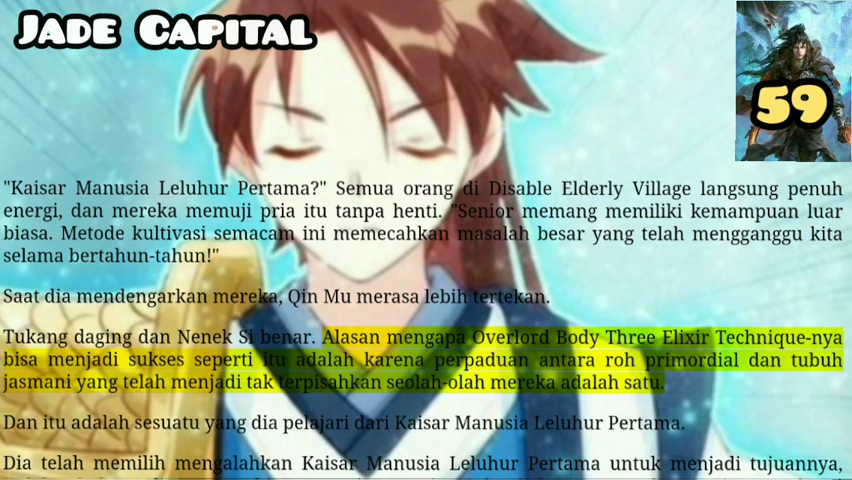 JADE CAPITAL
59
"Kaisar Manusia Leluhur Pertama?" Semua orang di Disable Elderly Village langsung penuh
energi, dan mereka memuji pria itu tanpa henti. "Senior memang memiliki kemampuan luar
biasa. Metode kultivasi semacam ini memecahkan masalah besar yang telah mengganggu kita
selama bertahun-tahun!"
Saat dia mendengarkan mereka, Qin Mu merasa lebih tertekan.
Tukang daging dan Nenek Si benar. Alasan mengapa Overlord Body Three Elixir Technique-nya
bisa menjadi sukses seperti itu adalah karena perpaduan antara roh primordial dan tubuh
jasmani yang telah menjadi tak terpisahkan seolah-olah mereka adalah satu.
Dan itu adalah sesuatu yang dia pelajari dari Kaisar Manusia Leluhur Pertama.
Dia telah memilih mengalahkan Kaisar Manusia Leluhur Pertama untuk menjadi tujuannya,